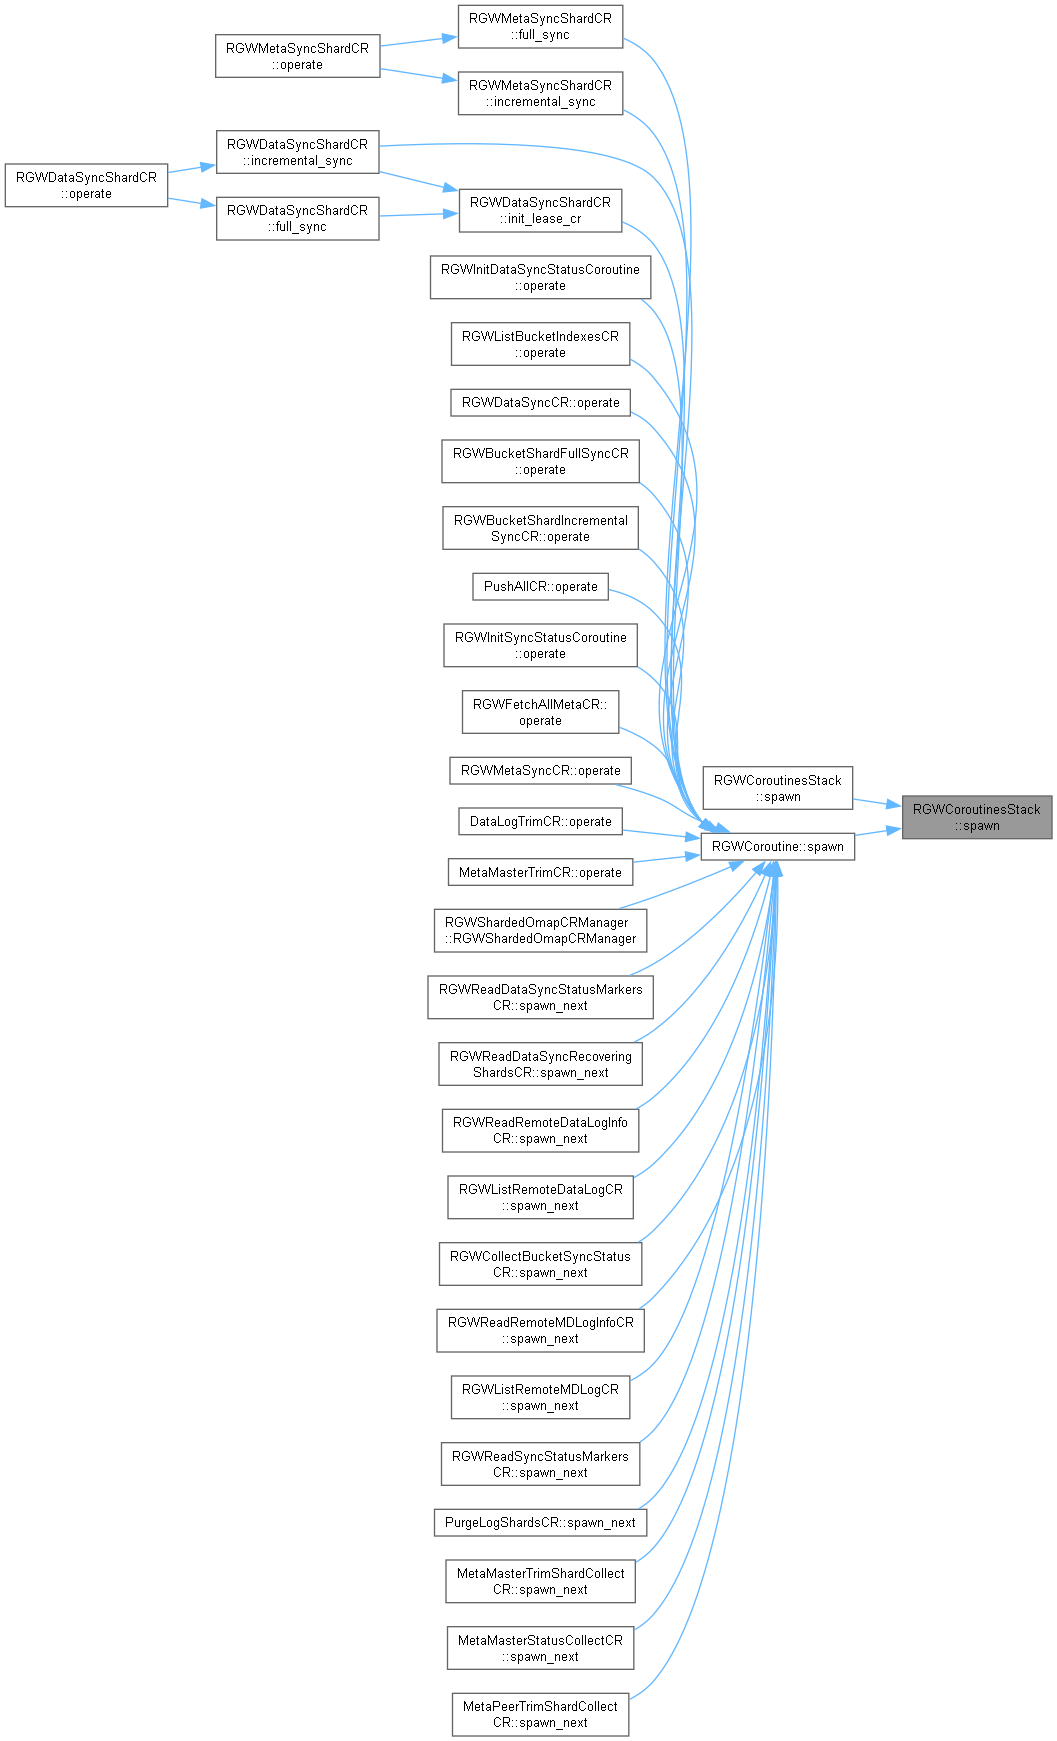 RGWMetaSyncShardCR
::full_sync
RGWMetaSyncShardCR
::operate
RGWMetaSyncShardCR
::incremental_sync
RGWDataSyncShardCR
::incremental_sync
RGWDataSyncShardCR
::operate
RGWDataSyncShardCR
::init_lease_cr
RGWDataSyncShardCR
::full_sync
RGWInitDataSyncStatusCoroutine
::operate
RGWListBucketIndexesCR
::operate
RGWDataSyncCR::operate
RGWBucketShardFullSyncCR
::operate
RGWBucketShardIncremental
SyncCR::operate
PushAllCR::operate
RGWInitSyncStatusCoroutine
::operate
RGWFetchAllMetaCR::
operate
RGWMetaSyncCR::operate
RGWCoroutinesStack
::spawn
RGWCoroutinesStack
::spawn
DataLogTrimCR::operate
RGWCoroutine::spawn
MetaMasterTrimCR::operate
RGWShardedOmapCRManager
::RGWShardedOmapCRManager
RGWReadDataSyncStatusMarkers
CR::spawn_next
RGWReadDataSyncRecovering
ShardsCR::spawn_next
RGWReadRemoteDataLogInfo
CR::spawn_next
RGWListRemoteDataLogCR
::spawn_next
RGWCollectBucketSyncStatus
CR::spawn_next
RGWReadRemoteMDLogInfoCR
::spawn_next
RGWListRemoteMDLogCR
::spawn_next
RGWReadSyncStatusMarkers
CR::spawn_next
PurgeLogShardsCR::spawn_next
MetaMasterTrimShardCollect
CR::spawn_next
MetaMasterStatusCollectCR
::spawn_next
MetaPeerTrimShardCollect
CR::spawn_next